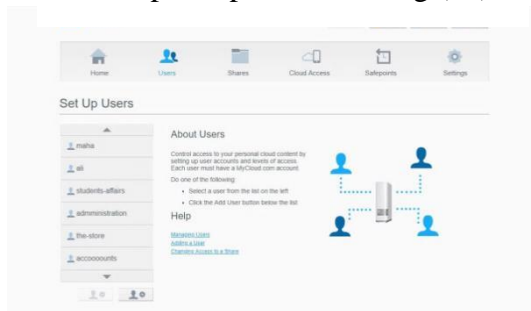 Home
Users
Shares
Cloud Access
Safepoints
Settings
Set Up Users
maha
ali
students-affairs
admministration
the-store
accoooounts
About Users
Control access to your personal cloud content by
setting up user accounts and levels of access.
Each user must have a MyCloud.com account.
Do one of the following:
Select a user from the list on the left
Click the Add User button below the list
Help
Managing Users
Adding a User
Changing Access to a Share